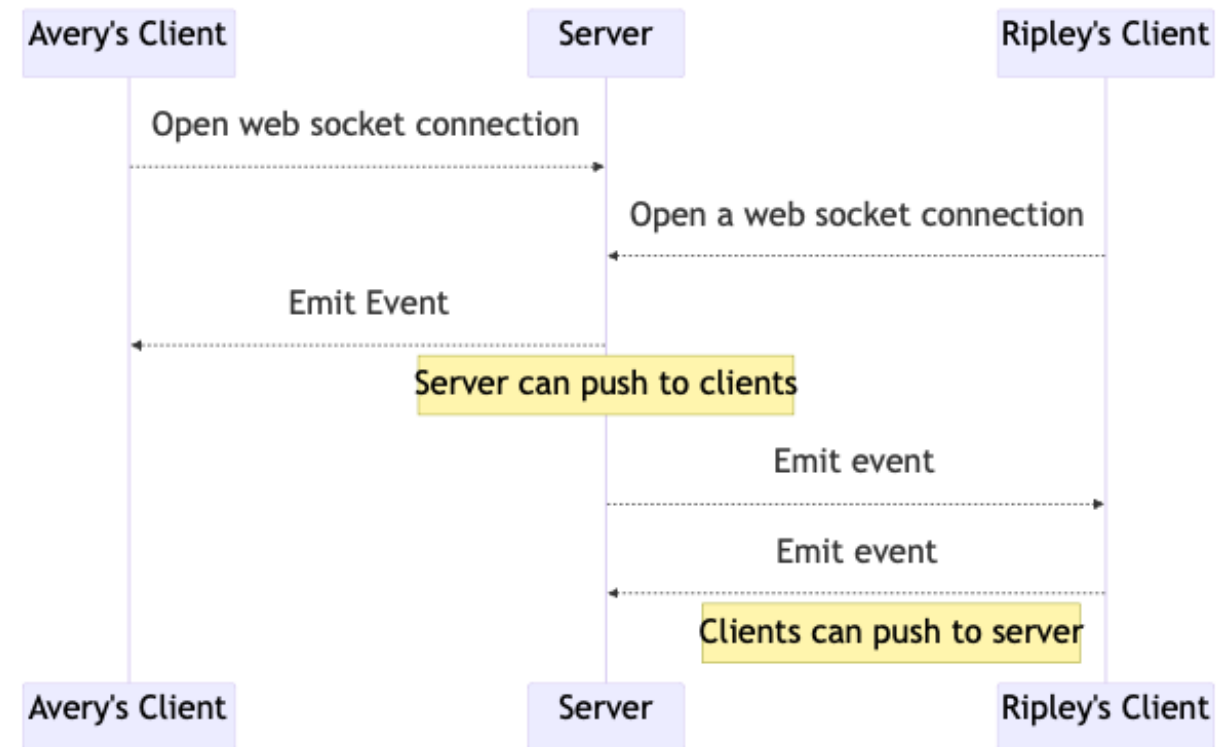 Avery's Client
Server
Ripley's Client
Open web socket connection
Open a web socket connection
Emit Event
Server can push to clients
Emit event
Emit event
Clients can push to server
Avery's Client
Server
Ripley's Client